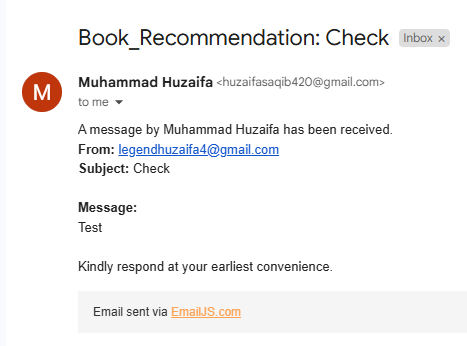 Book_Recommendation: Check Inbox ×
M
Muhammad Huzaifa <huzaifasaqib420@gmail.com>
to me
A message by Muhammad Huzaifa has been received.
From: legendhuzaifa4@gmail.com
Subject: Check
Message:
Test
Kindly respond at your earliest convenience.
Email sent via EmailJS.com